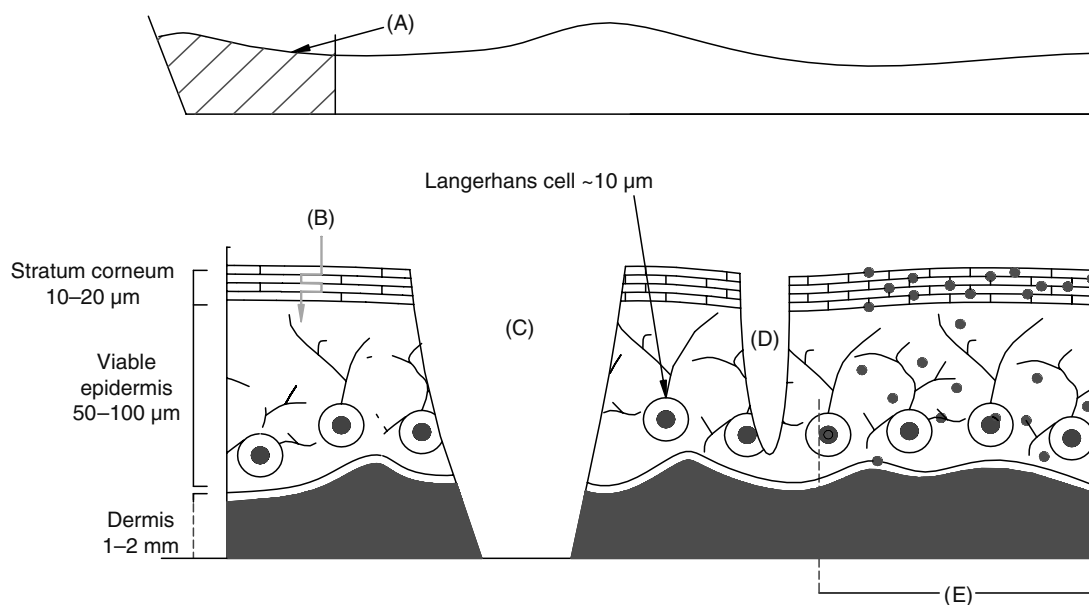 (A)
Langerhans cell ~10 μm
(B)
Stratum corneum
10–20 μm
(C)
(D)
Viable
epidermis
50–100 μm
Dermis
1–2 mm
(E)